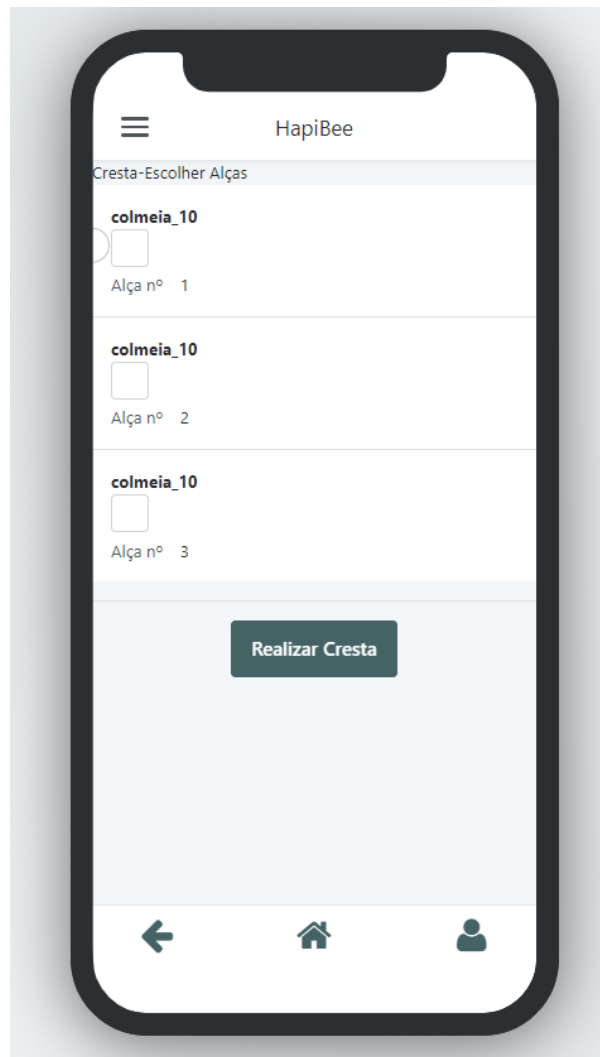 HapiBee
Cresta-Escolher Alças
colmeia_10
Alça nº 1
colmeia_10
Alça nº 2
colmeia_10
Alça nº 3
Realizar Cresta